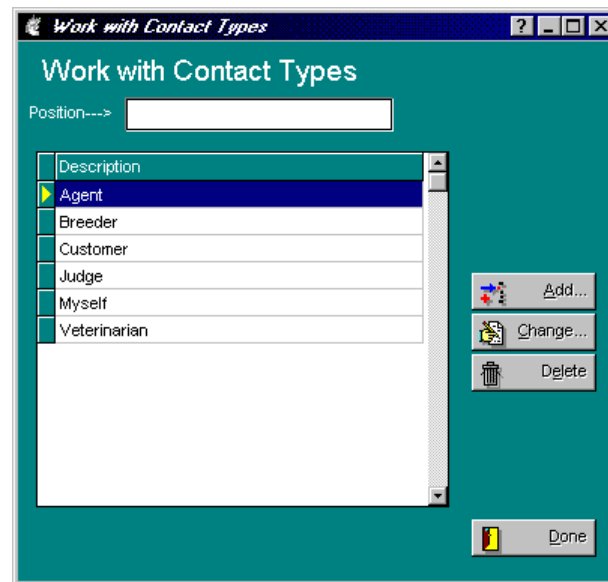 Work with Contact Types
Work with Contact Types
Position--->
Description
Agent
Breeder
Customer
Judge
Myself
Veterinarian
Add...
Change...
Delete
Done